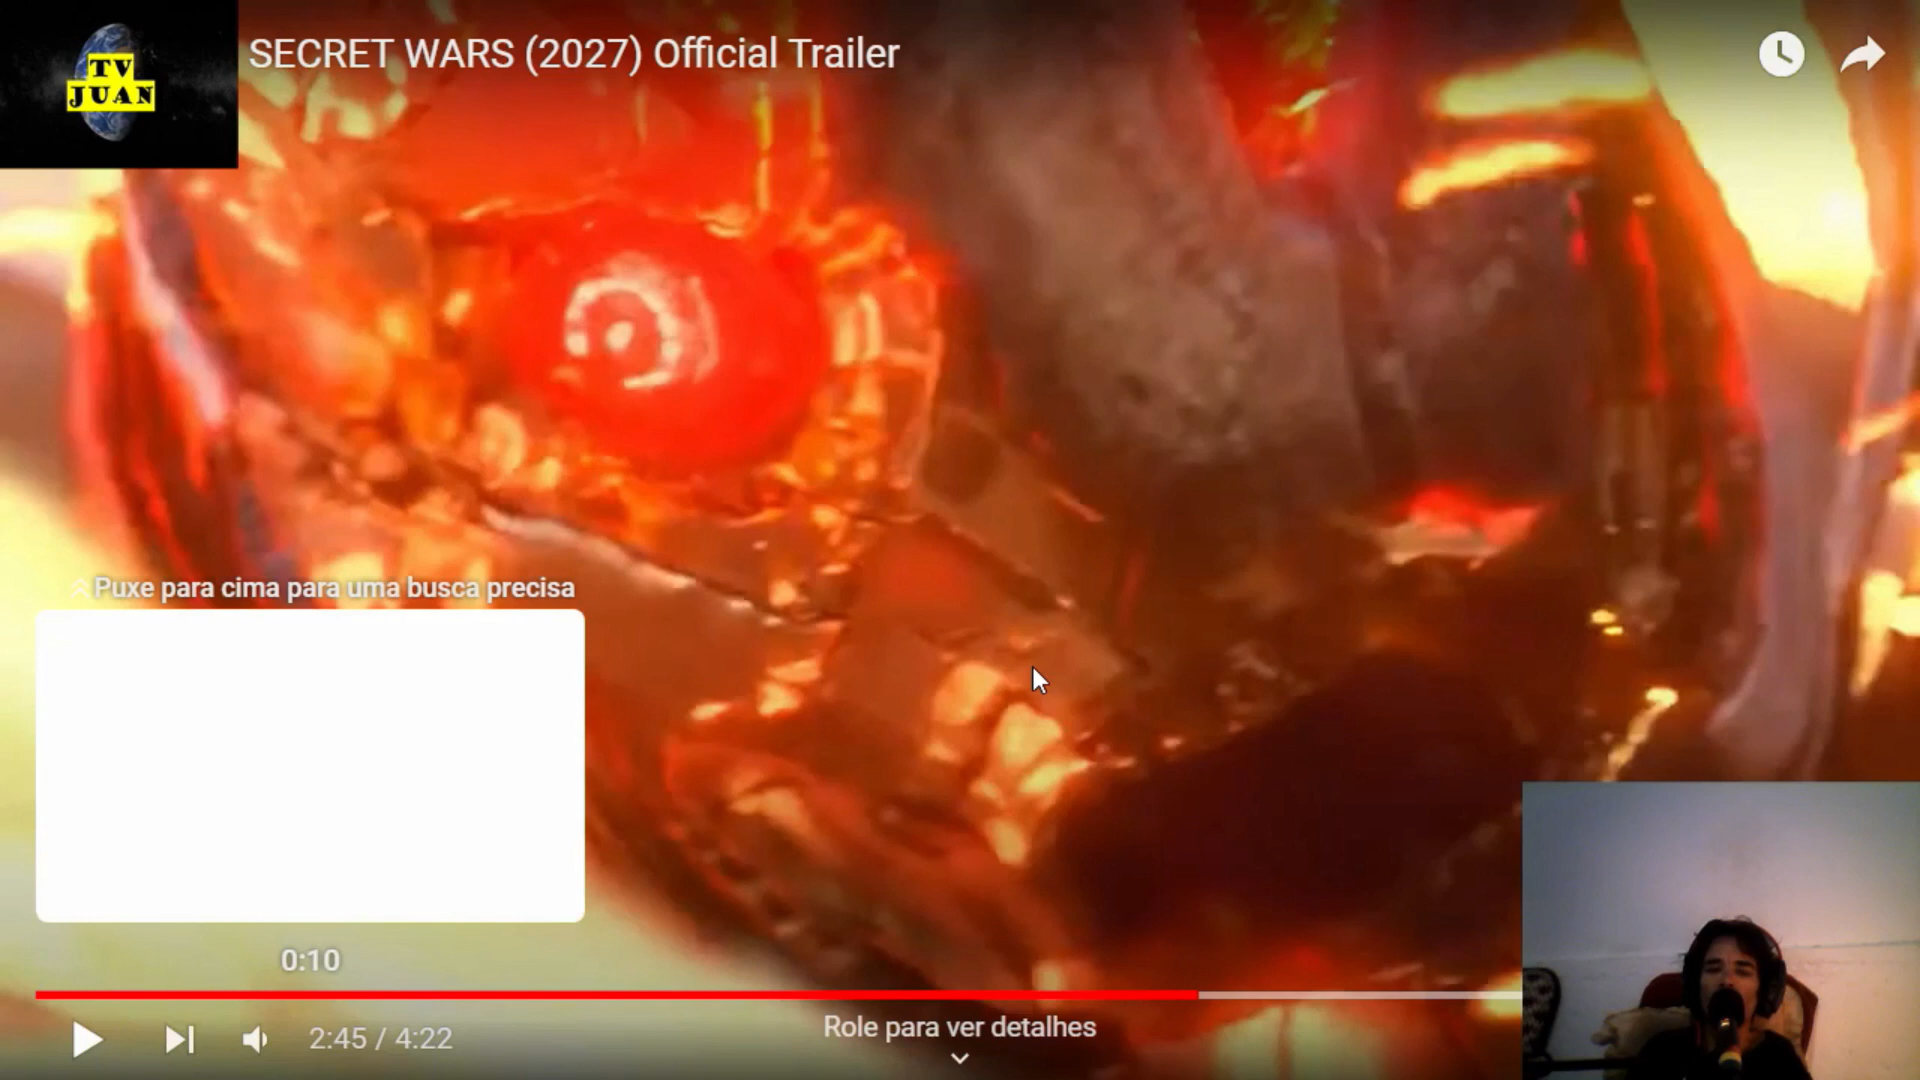 TV
JUAN
SECRET WARS (2027) Official Trailer
Puxe para cima para uma busca precisa
0:10
2:45 / 4:22
Role para ver detalhes